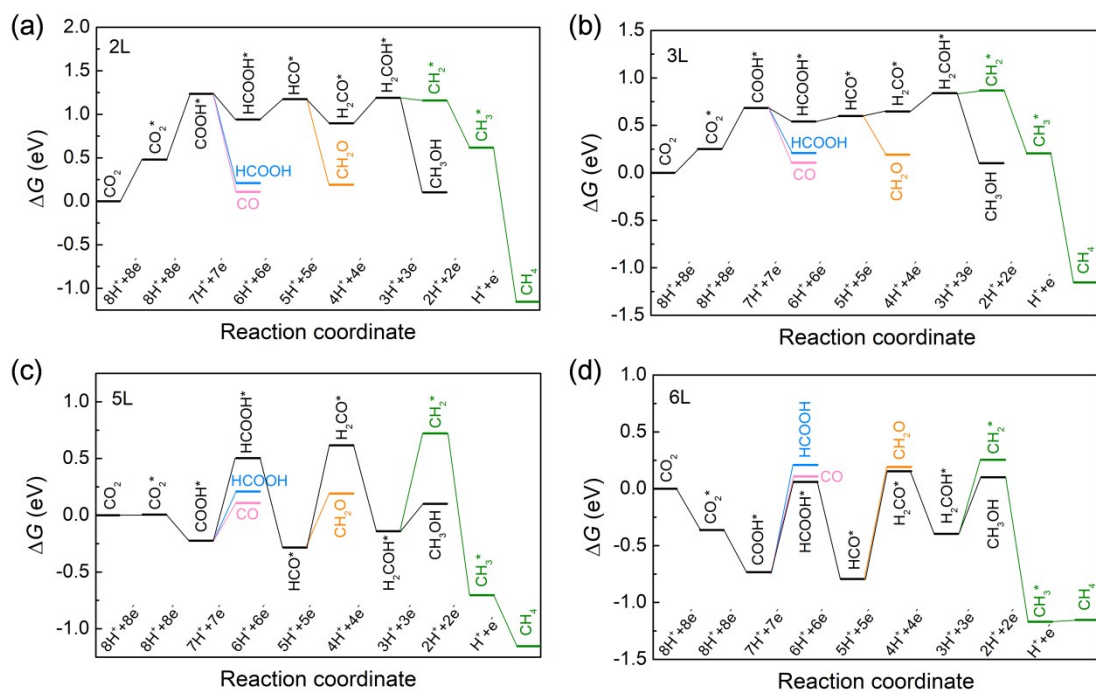 (a)
2L
ΔG (eV)
2.0
1.5
1.0
0.5
0.0
-0.5
-1.0
CO₂
CO₂*
COOH*
HCOOH*
HCOOH
CO
HCO*
H₂CO*
CH₂O
H₂COH*
CH₃OH
CH₂*
CH₃*
CH₄
8H⁺+8e⁻
8H⁺+8e⁻
7H⁺+7e⁻
6H⁺+6e⁻
5H⁺+5e⁻
4H⁺+4e⁻
3H⁺+3e⁻
2H⁺+2e⁻
H⁺+e⁻
Reaction coordinate
(b)
3L
ΔG (eV)
1.5
1.0
0.5
0.0
-0.5
-1.0
-1.5
CO₂
CO₂*
COOH*
HCOOH*
HCOOH
CO
HCO*
H₂CO*
CH₂O
H₂COH*
CH₃OH
CH₂*
CH₃*
CH₄
8H⁺+8e⁻
8H⁺+8e⁻
7H⁺+7e⁻
6H⁺+6e⁻
5H⁺+5e⁻
4H⁺+4e⁻
3H⁺+3e⁻
2H⁺+2e⁻
H⁺+e⁻
Reaction coordinate
(c)
5L
ΔG (eV)
1.0
0.5
0.0
-0.5
-1.0
CO₂
CO₂*
COOH*
HCOOH*
HCOOH
CO
HCO*
H₂CO*
CH₂O
H₂COH*
CH₃OH
CH₂*
CH₃*
CH₄
8H⁺+8e⁻
8H⁺+8e⁻
7H⁺+7e⁻
6H⁺+6e⁻
5H⁺+5e⁻
4H⁺+4e⁻
3H⁺+3e⁻
2H⁺+2e⁻
H⁺+e⁻
Reaction coordinate
(d)
6L
ΔG (eV)
1.0
0.5
0.0
-0.5
-1.0
-1.5
CO₂
CO₂*
COOH*
HCOOH
CO
HCOOH*
HCO*
CH₂O
H₂CO*
H₂COH*
CH₂*
CH₃OH
CH₃*
CH₄
8H⁺+8e⁻
8H⁺+8e⁻
7H⁺+7e⁻
6H⁺+6e⁻
5H⁺+5e⁻
4H⁺+4e⁻
3H⁺+3e⁻
2H⁺+2e⁻
H⁺+e⁻
Reaction coordinate